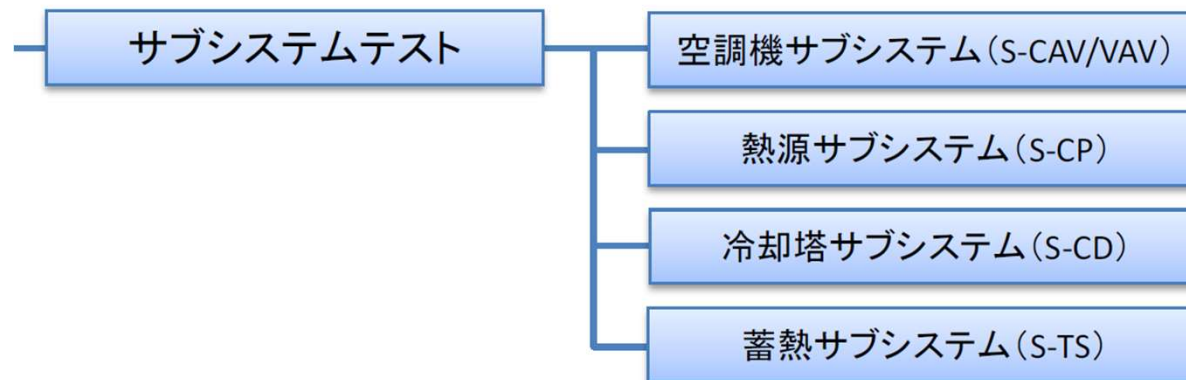 サブシステムテスト
空調機サブシステム(S-CAV/VAV)
熱源サブシステム(S-CP)
冷却塔サブシステム(S-CD)
蓄熱サブシステム(S-TS)